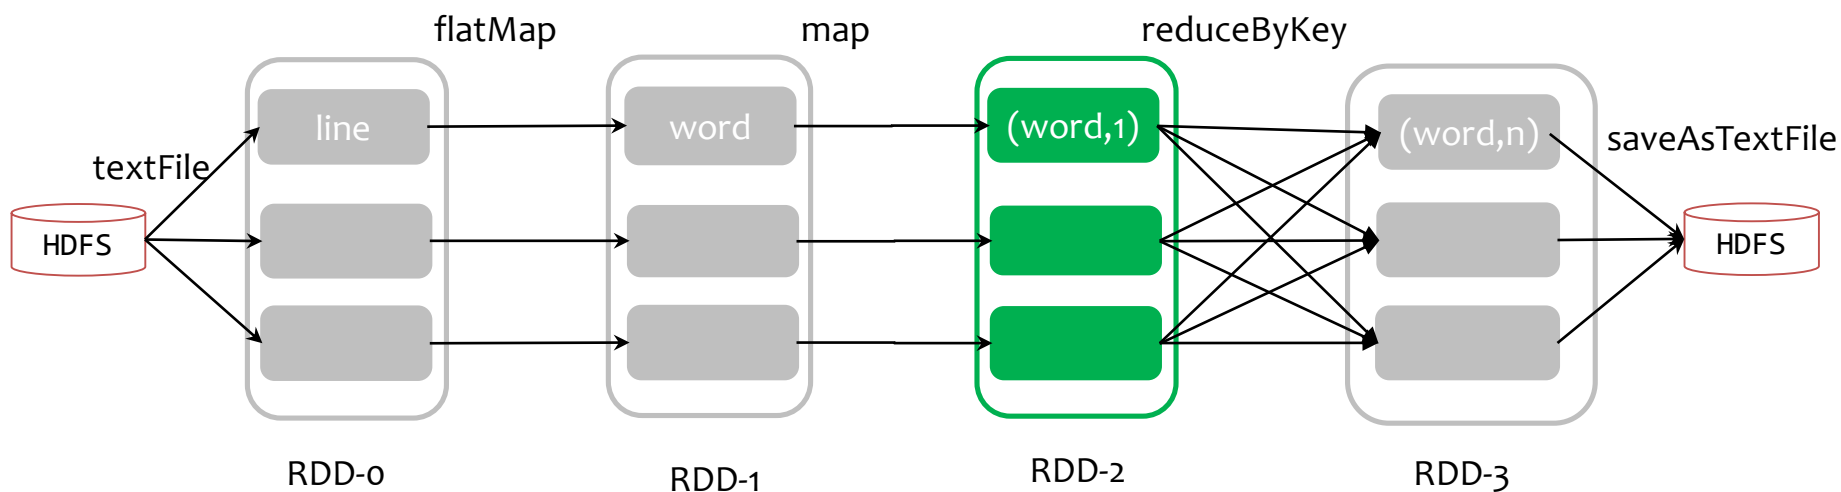 flatMap
map
reduceByKey
line
word
(word,1)
(word,n)
saveAsTextFile
textFile
HDFS
HDFS
RDD-0
RDD-1
RDD-2
RDD-3